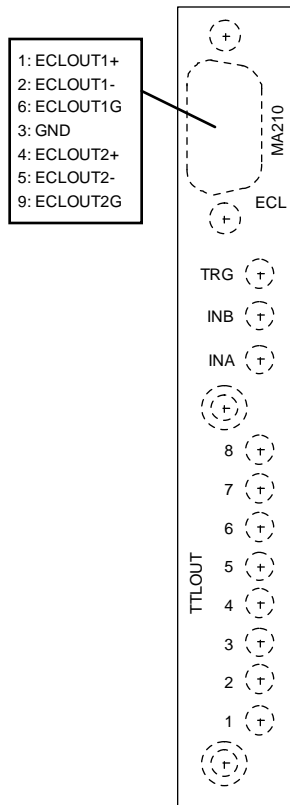 1: ECLOUT1+
2: ECLOUT1-
6: ECLOUT1G
3: GND
4: ECLOUT2+
5: ECLOUT2-
9: ECLOUT2G
MA210
ECL
TRG
INB
INA
TTLOUT
8
7
6
5
4
3
2
1